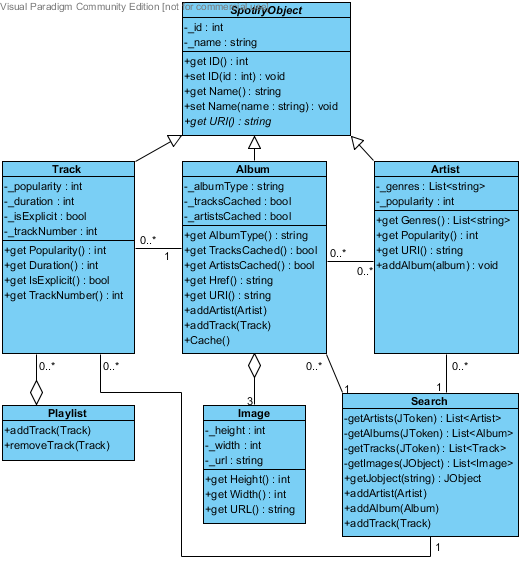 Visual Paradigm Community Edition [not for commercial use]
SpotifyObject
-_id : int
-_name : string
+get ID() : int
+set ID(id : int) : void
+get Name() : string
+set Name(name : string) : void
+get URI() : string
Track
-_popularity : int
-_duration : int
-_isExplicit : bool
-_trackNumber : int
+get Popularity() : int
+get Duration() : int
+get IsExplicit() : bool
+get TrackNumber() : int
0..*
1
Album
-_albumType : string
-_tracksCached : bool
-_artistsCached : bool
+get AlbumType() : string
+get TracksCached() : bool
+get ArtistsCached() : bool
+get Href() : string
+get URI() : string
+addArtist(Artist)
+addTrack(Track)
+Cache()
0..*
0..*
Artist
-_genres : List<string>
-_popularity : int
+get Genres() : List<string>
+get Popularity() : int
+get URI() : string
+addAlbum(album) : void
0..*
0..*
0..*
0..*
Playlist
+addTrack(Track)
+removeTrack(Track)
3
Image
-_height : int
-_width : int
-_url : string
+get Height() : int
+get Width() : int
+get URL() : string
1
1
Search
-getArtists(JToken) : List<Artist>
-getAlbums(JToken) : List<Album>
-getTracks(JToken) : List<Track>
-getImages(JObject) : List<Image>
+getJobject(string) : JObject
+addArtist(Artist)
+addAlbum(Album)
+addTrack(Track)
1